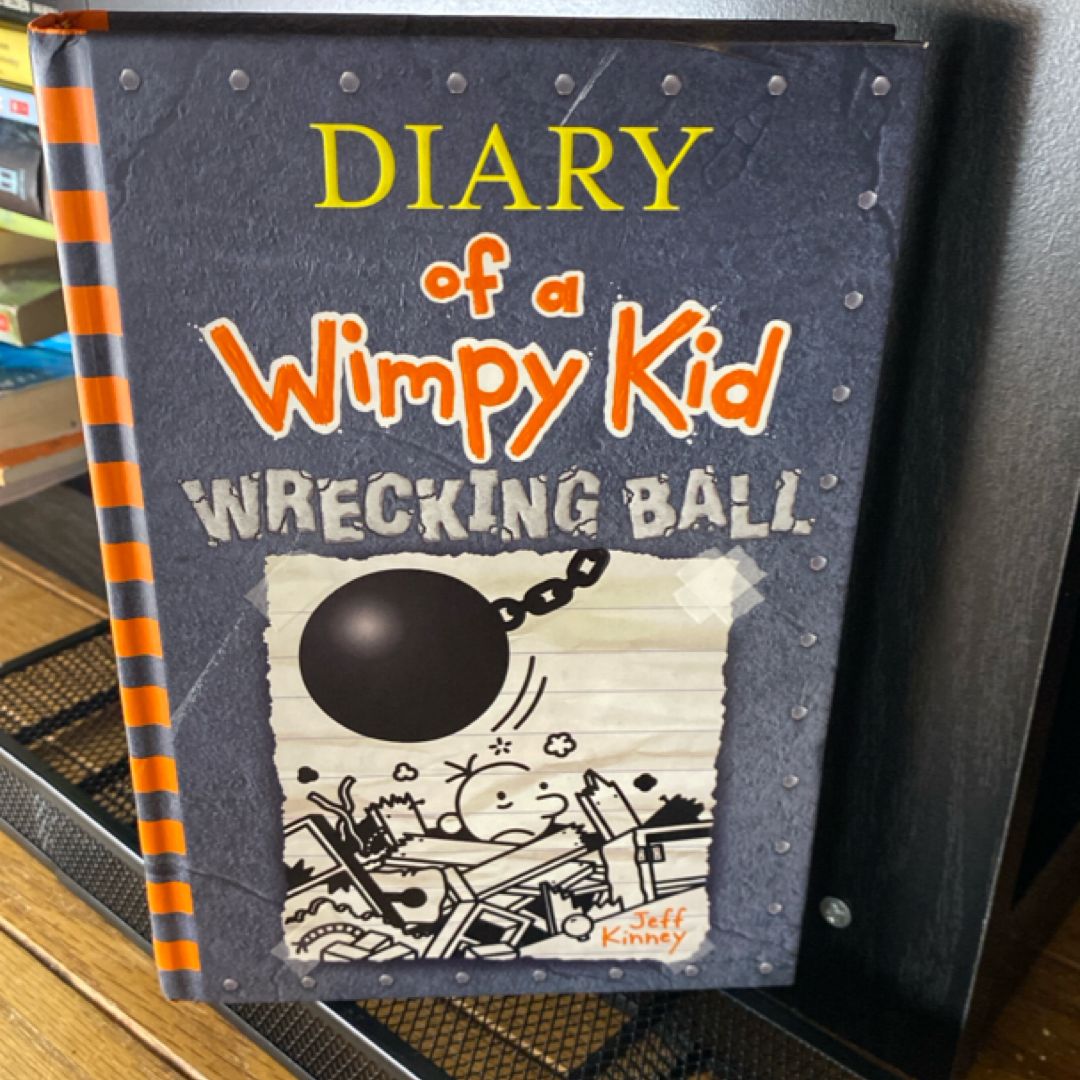 DIARY
of a
Wimpy Kid
WRECKING BALL
Jeff
Kinney